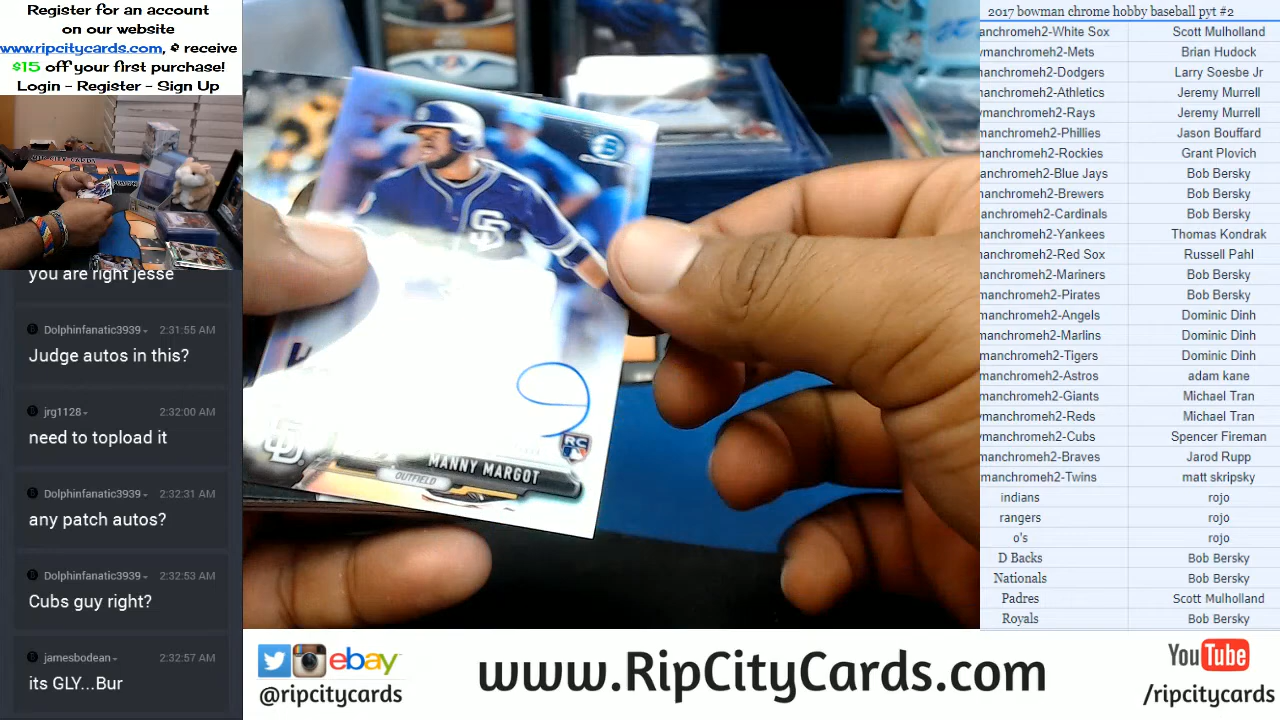 Register for an account
on our website
www.ripcitycards.com, & receive
$15 off your first purchase!
Login - Register - Sign Up
RIP CITY CARDS
you are right jesse
Dolphinfanatic3939
2:31:55 AM
Judge autos in this?
jrg1128
2:32:00 AM
need to topload it
Dolphinfanatic3939
2:32:31 AM
any patch autos?
Dolphinfanatic3939
2:32:53 AM
Cubs guy right?
jamesbodean
2:32:57 AM
its GLY...Bur
B
SD
RC
MANNY MARGOT
OUTFIELD
2017 bowman chrome hobby baseball pyt #2
anchromeh2-White Sox Scott Mulholland
manchromeh2-Mets Brian Hudock
manchromeh2-Dodgers Larry Soesbe Jr
manchromeh2-Athletics Jeremy Murrell
manchromeh2-Rays Jeremy Murrell
manchromeh2-Phillies Jason Bouffard
manchromeh2-Rockies Grant Plovich
anchromeh2-Blue Jays Bob Bersky
manchromeh2-Brewers Bob Bersky
anchromeh2-Cardinals Bob Bersky
manchromeh2-Yankees Thomas Kondrak
manchromeh2-Red Sox Russell Pahl
manchromeh2-Mariners Bob Bersky
manchromeh2-Pirates Bob Bersky
manchromeh2-Angels Dominic Dinh
manchromeh2-Marlins Dominic Dinh
manchromeh2-Tigers Dominic Dinh
manchromeh2-Astros adam kane
manchromeh2-Giants Michael Tran
manchromeh2-Reds Michael Tran
manchromeh2-Cubs Spencer Fireman
manchromeh2-Braves Jarod Rupp
manchromeh2-Twins matt skripsky
indians rojo
rangers rojo
o's rojo
D Backs Bob Bersky
Nationals Bob Bersky
Padres Scott Mulholland
Royals Bob Bersky
ebay
@ripcitycards
www.RipCityCards.com
YouTube
/ripcitycards